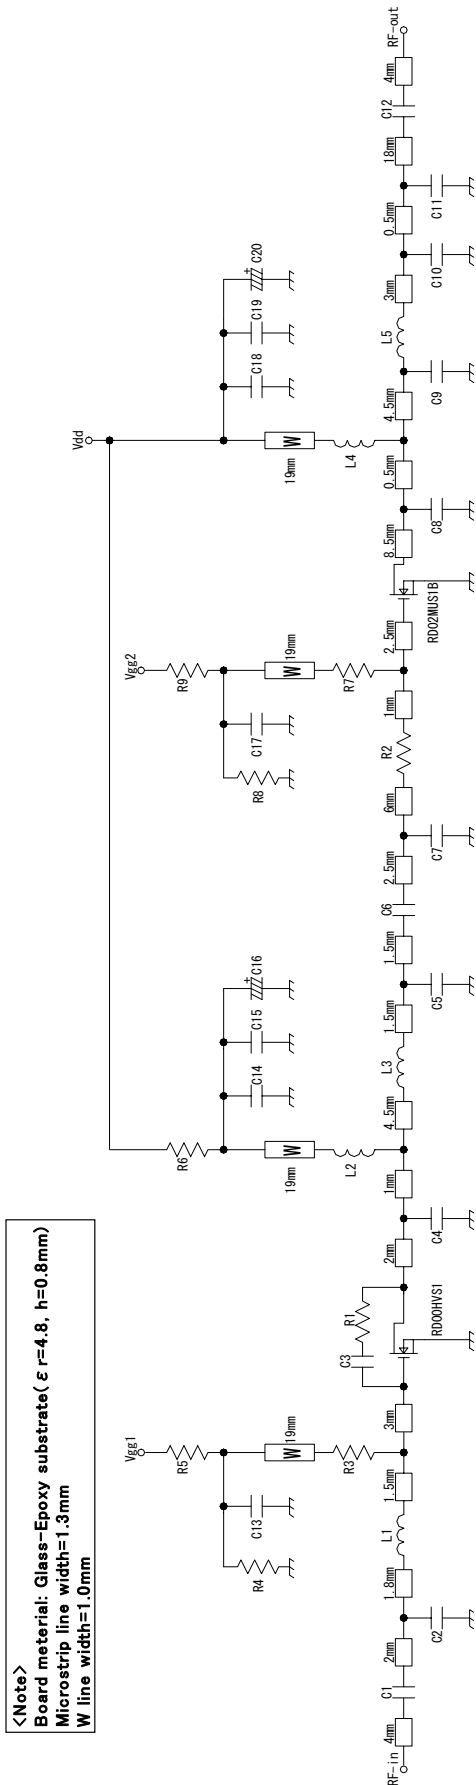 <Note>
Board meterial: Glass-Epoxy substrate( ε r=4.8, h=0.8mm)
Microstrip line width=1.3mm
W line width=1.0mm
Vdd
Vgg1
R5
R4
C13
W
19mm
R3
R6
C14
C15
+
C16
W
19mm
L2
Vgg2
R9
R8
C17
W
19mm
R7
C18
C19
+
C20
W
19mm
L4
C3
R1
RF-in
4mm
C1
2mm
C2
1.8mm
L1
1.5mm
3mm
RD00HVS1
2mm
C4
1mm
4.5mm
L3
1.5mm
C5
1.5mm
C6
2.5mm
C7
6mm
R2
1mm
2.5mm
RD02MUS1B
8.5mm
C8
0.5mm
4.5mm
C9
L5
3mm
C10
0.5mm
C11
18mm
C12
4mm
RF-out